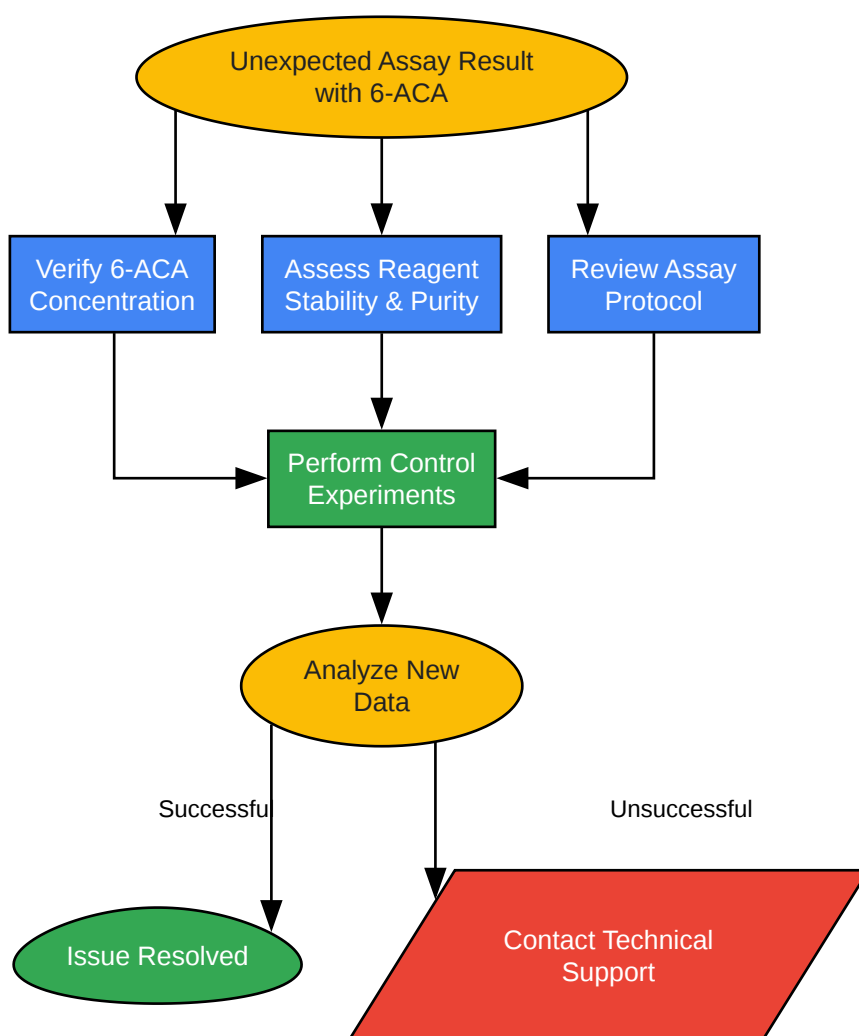 Unexpected Assay Result
with 6-ACA
Verify 6-ACA
Concentration
Assess Reagent
Stability & Purity
Review Assay
Protocol
Perform Control
Experiments
Analyze New
Data
Successful
Unsuccessful
Issue Resolved
Contact Technical
Support